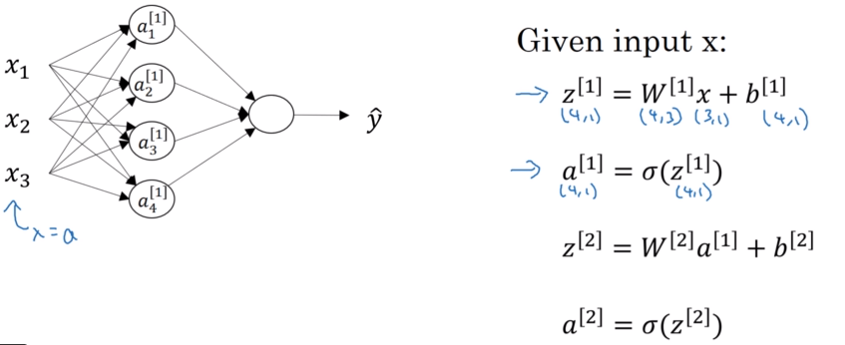 a₁^[1]
x₁
a₂^[1]
x₂
ŷ
a₃^[1]
x₃
a₄^[1]
x = a
Given input x:
→ z^[1] = W^[1]x + b^[1]
(4,1) (4,3) (3,1) (4,1)
→ a^[1] = σ(z^[1])
(4,1) (4,1)
z^[2] = W^[2]a^[1] + b^[2]
a^[2] = σ(z^[2])